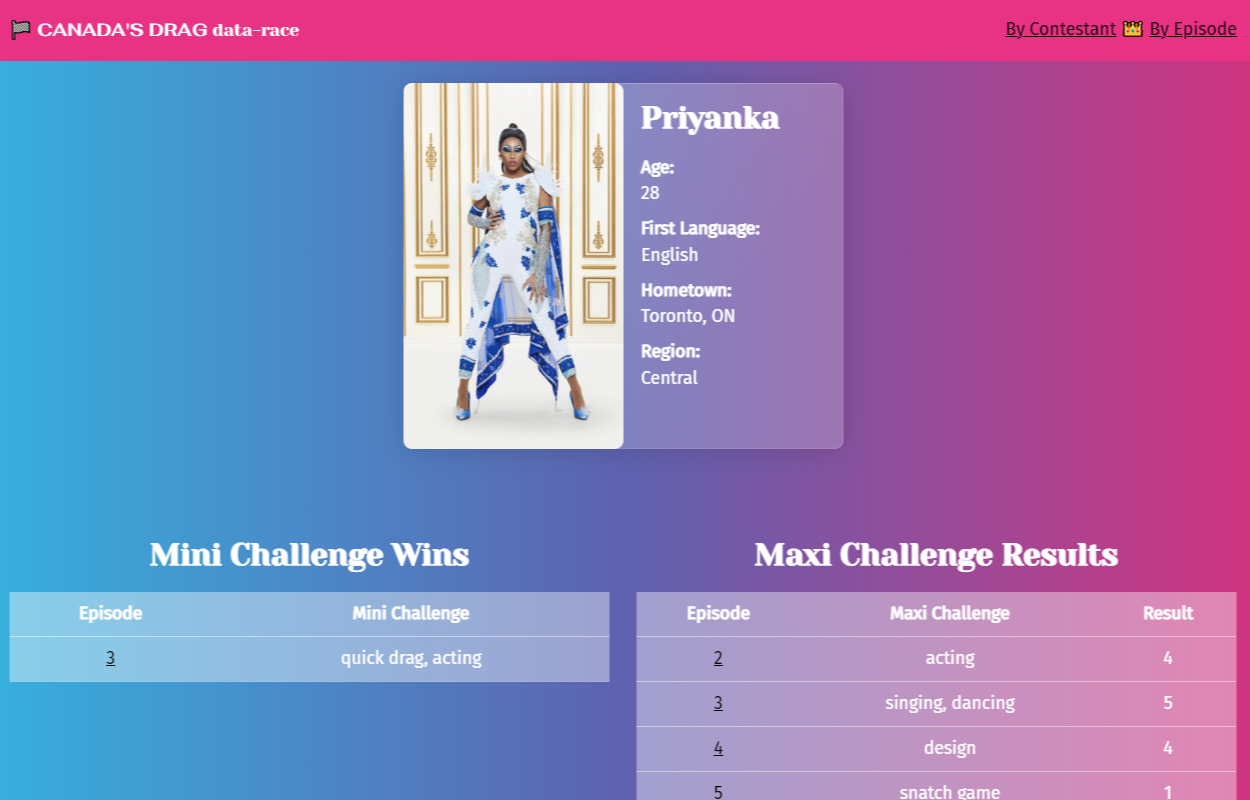 CANADA'S DRAG data-race
By Contestant By Episode
Priyanka
Age:
28
First Language:
English
Hometown:
Toronto, ON
Region:
Central
Mini Challenge Wins
Episode Mini Challenge
3 quick drag, acting
Maxi Challenge Results
Episode Maxi Challenge Result
2 acting 4
3 singing, dancing 5
4 design 4
5 snatch game 1